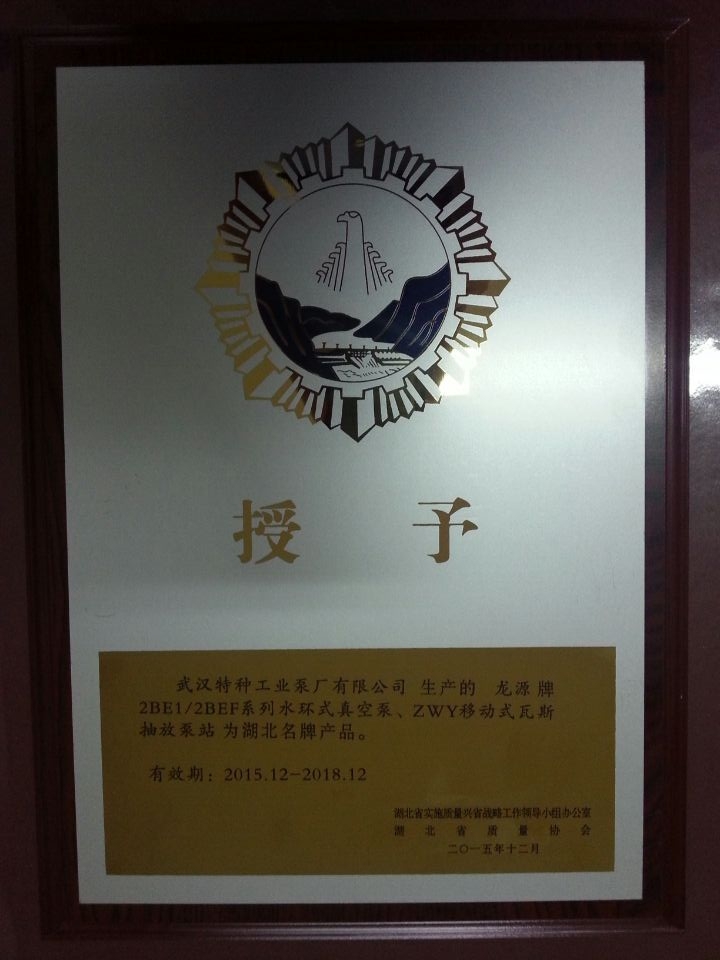 授 予
武汉特种工业泵厂有限公司 生产的 龙源 牌
2BE1/2BEF系列水环式真空泵、ZWY移动式瓦斯
抽放泵站 为湖北名牌产品。
有效期：2015.12-2018.12
湖北省实施质量兴省战略工作领导小组办公室
湖北省质量协会
二〇一五年十二月